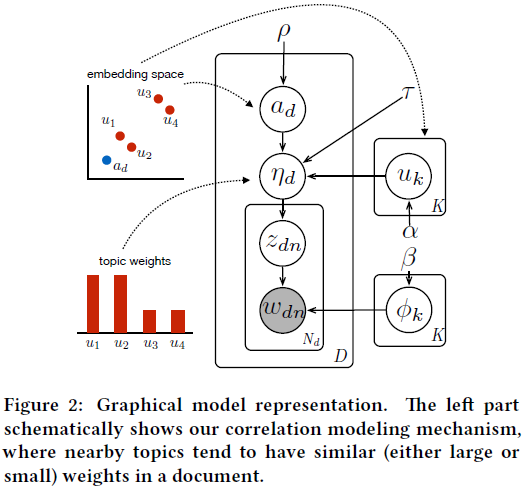 ρ
embedding space
u3
u4
u1
u2
ad
ad
τ
ηd
uk
K
α
β
zdn
topic weights
wdn
ϕk
Nd
D
K
u1 u2 u3 u4
Figure 2: Graphical model representation. The left part
schematically shows our correlation modeling mechanism,
where nearby topics tend to have similar (either large or
small) weights in a document.